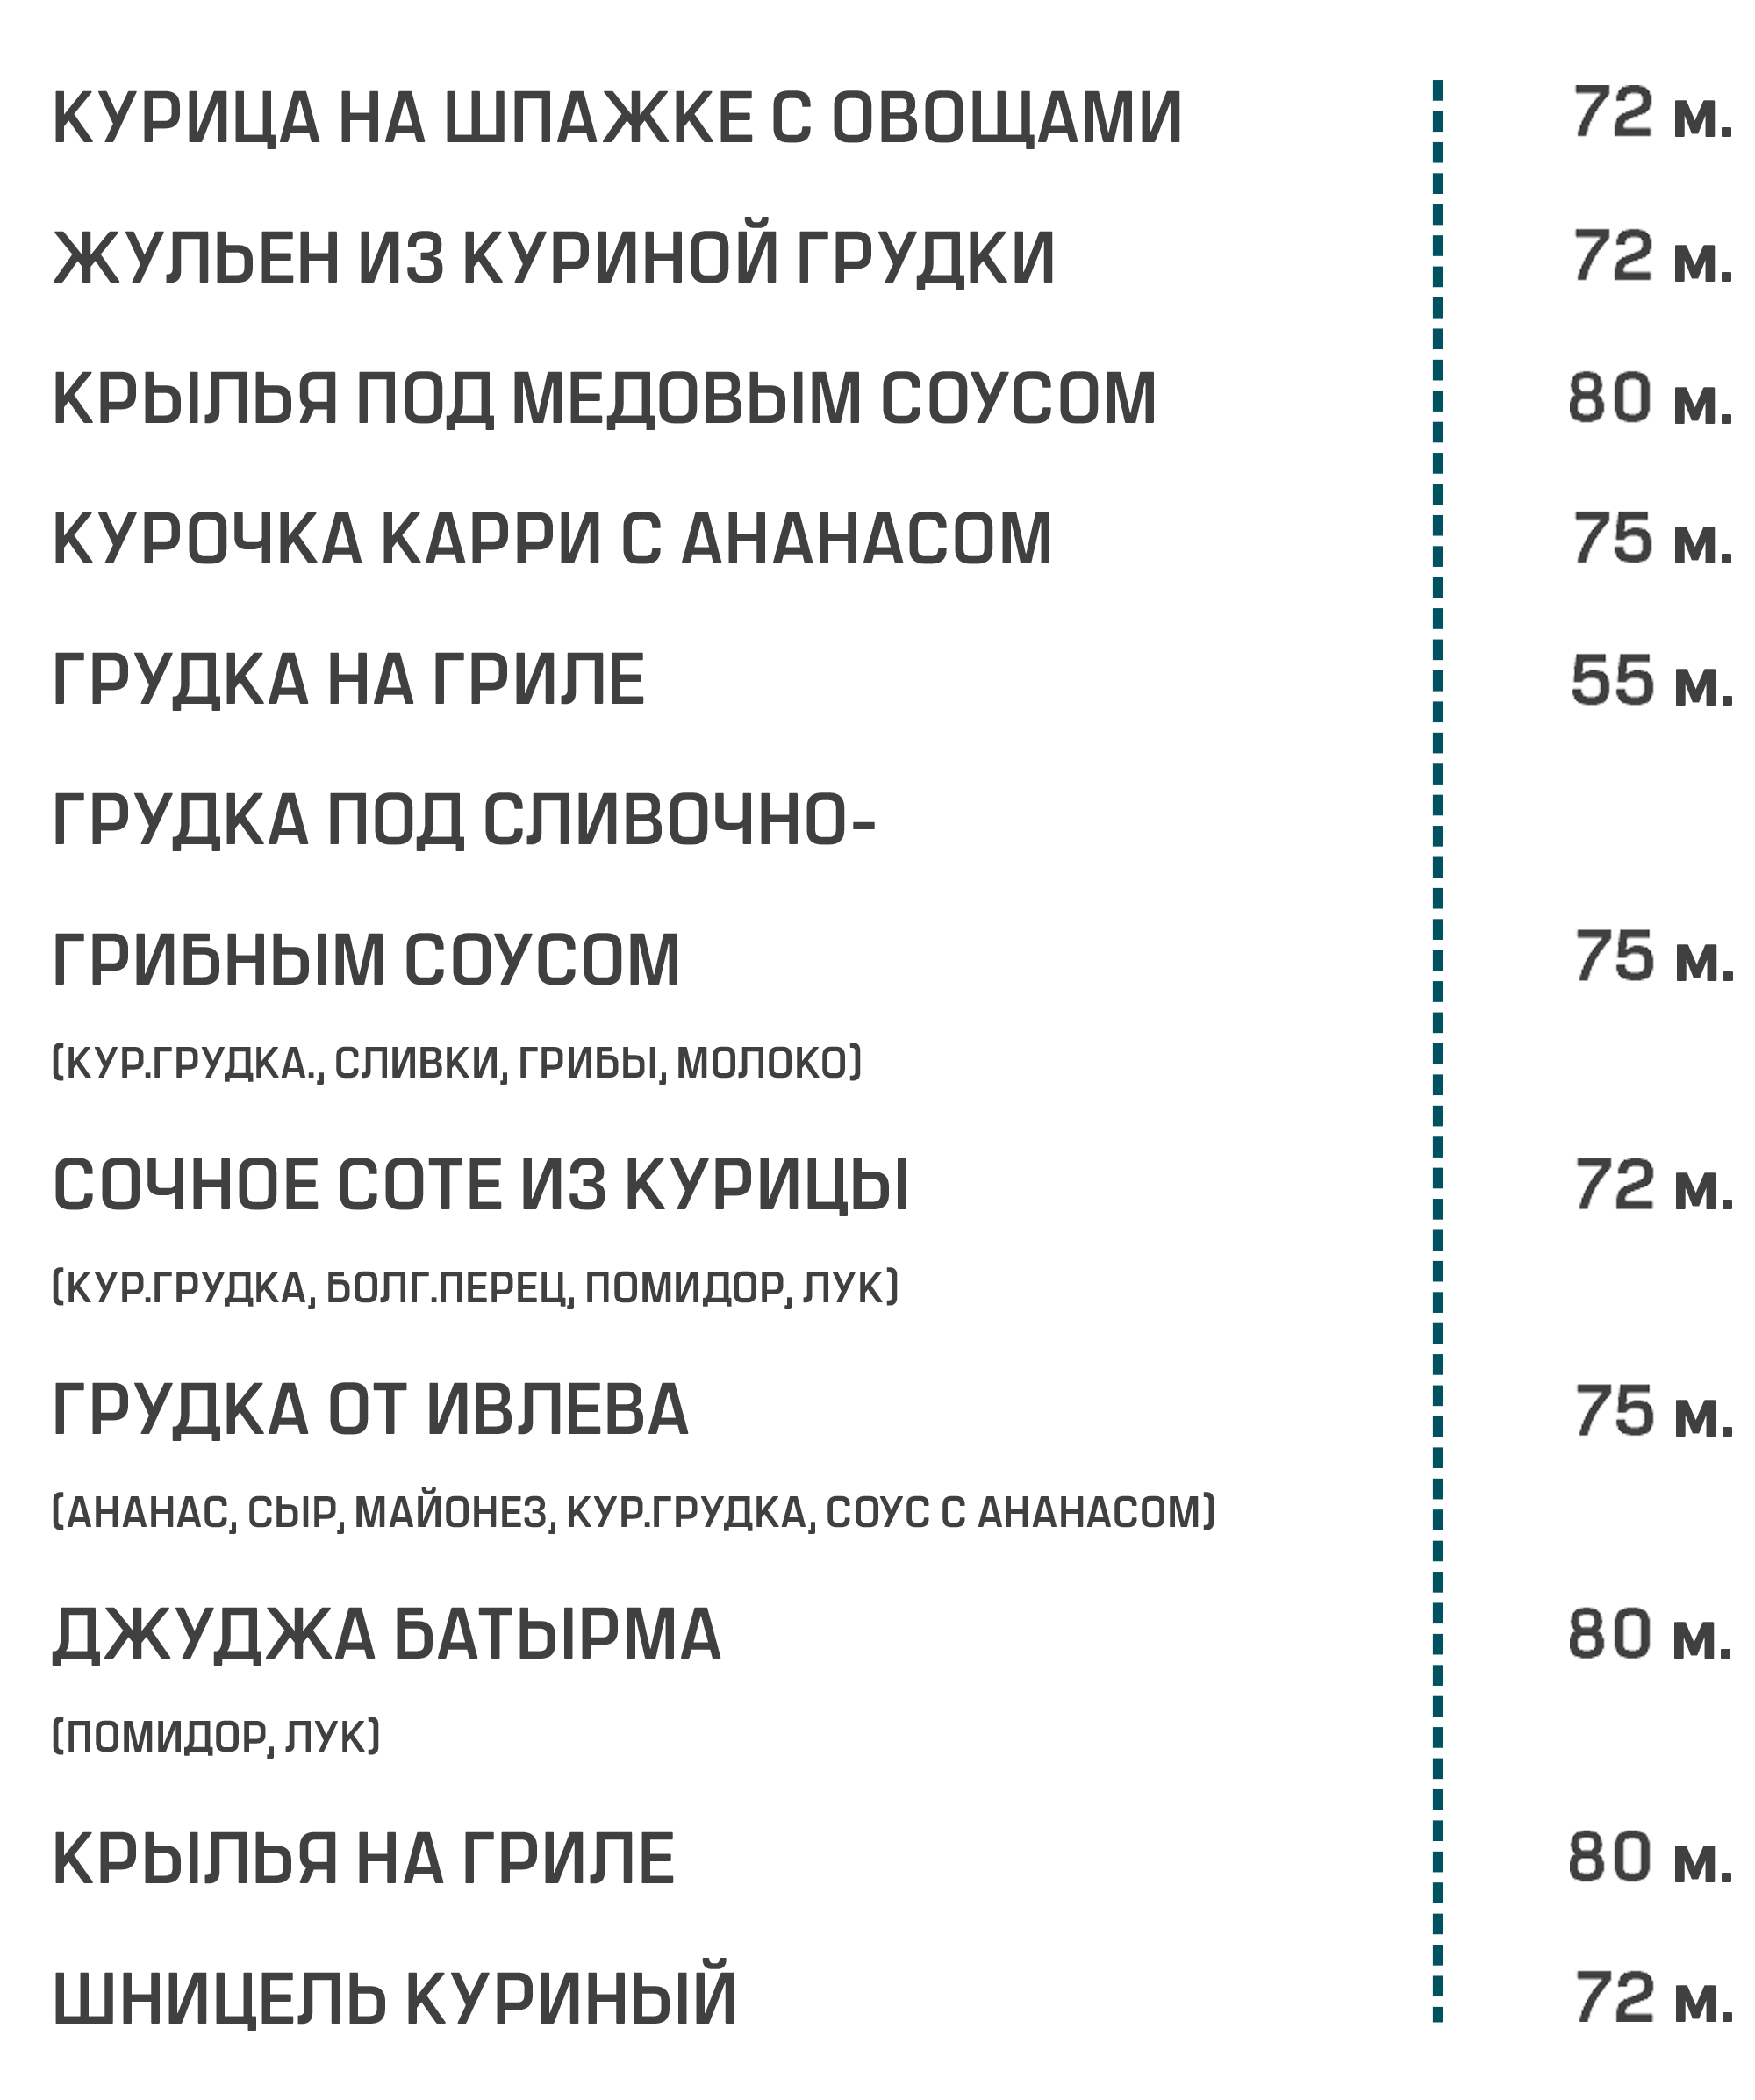 КУРИЦА НА ШПАЖКЕ С ОВОЩАМИ 72 м.
ЖУЛЬЕН ИЗ КУРИНОЙ ГРУДКИ 72 м.
КРЫЛЬЯ ПОД МЕДОВЫМ СОУСОМ 80 м.
КУРОЧКА КАРРИ С АНАНАСОМ 75 м.
ГРУДКА НА ГРИЛЕ 55 м.
ГРУДКА ПОД СЛИВОЧНО-
ГРИБНЫМ СОУСОМ 75 м.
(КУР.ГРУДКА., СЛИВКИ, ГРИБЫ, МОЛОКО)
СОЧНОЕ СОТЕ ИЗ КУРИЦЫ 72 м.
(КУР.ГРУДКА, БОЛГ.ПЕРЕЦ, ПОМИДОР, ЛУК)
ГРУДКА ОТ ИВЛЕВА 75 м.
(АНАНАС, СЫР, МАЙОНЕЗ, КУР.ГРУДКА, СОУС С АНАНАСОМ)
ДЖУДЖА БАТЫРМА 80 м.
(ПОМИДОР, ЛУК)
КРЫЛЬЯ НА ГРИЛЕ 80 м.
ШНИЦЕЛЬ КУРИНЫЙ 72 м.